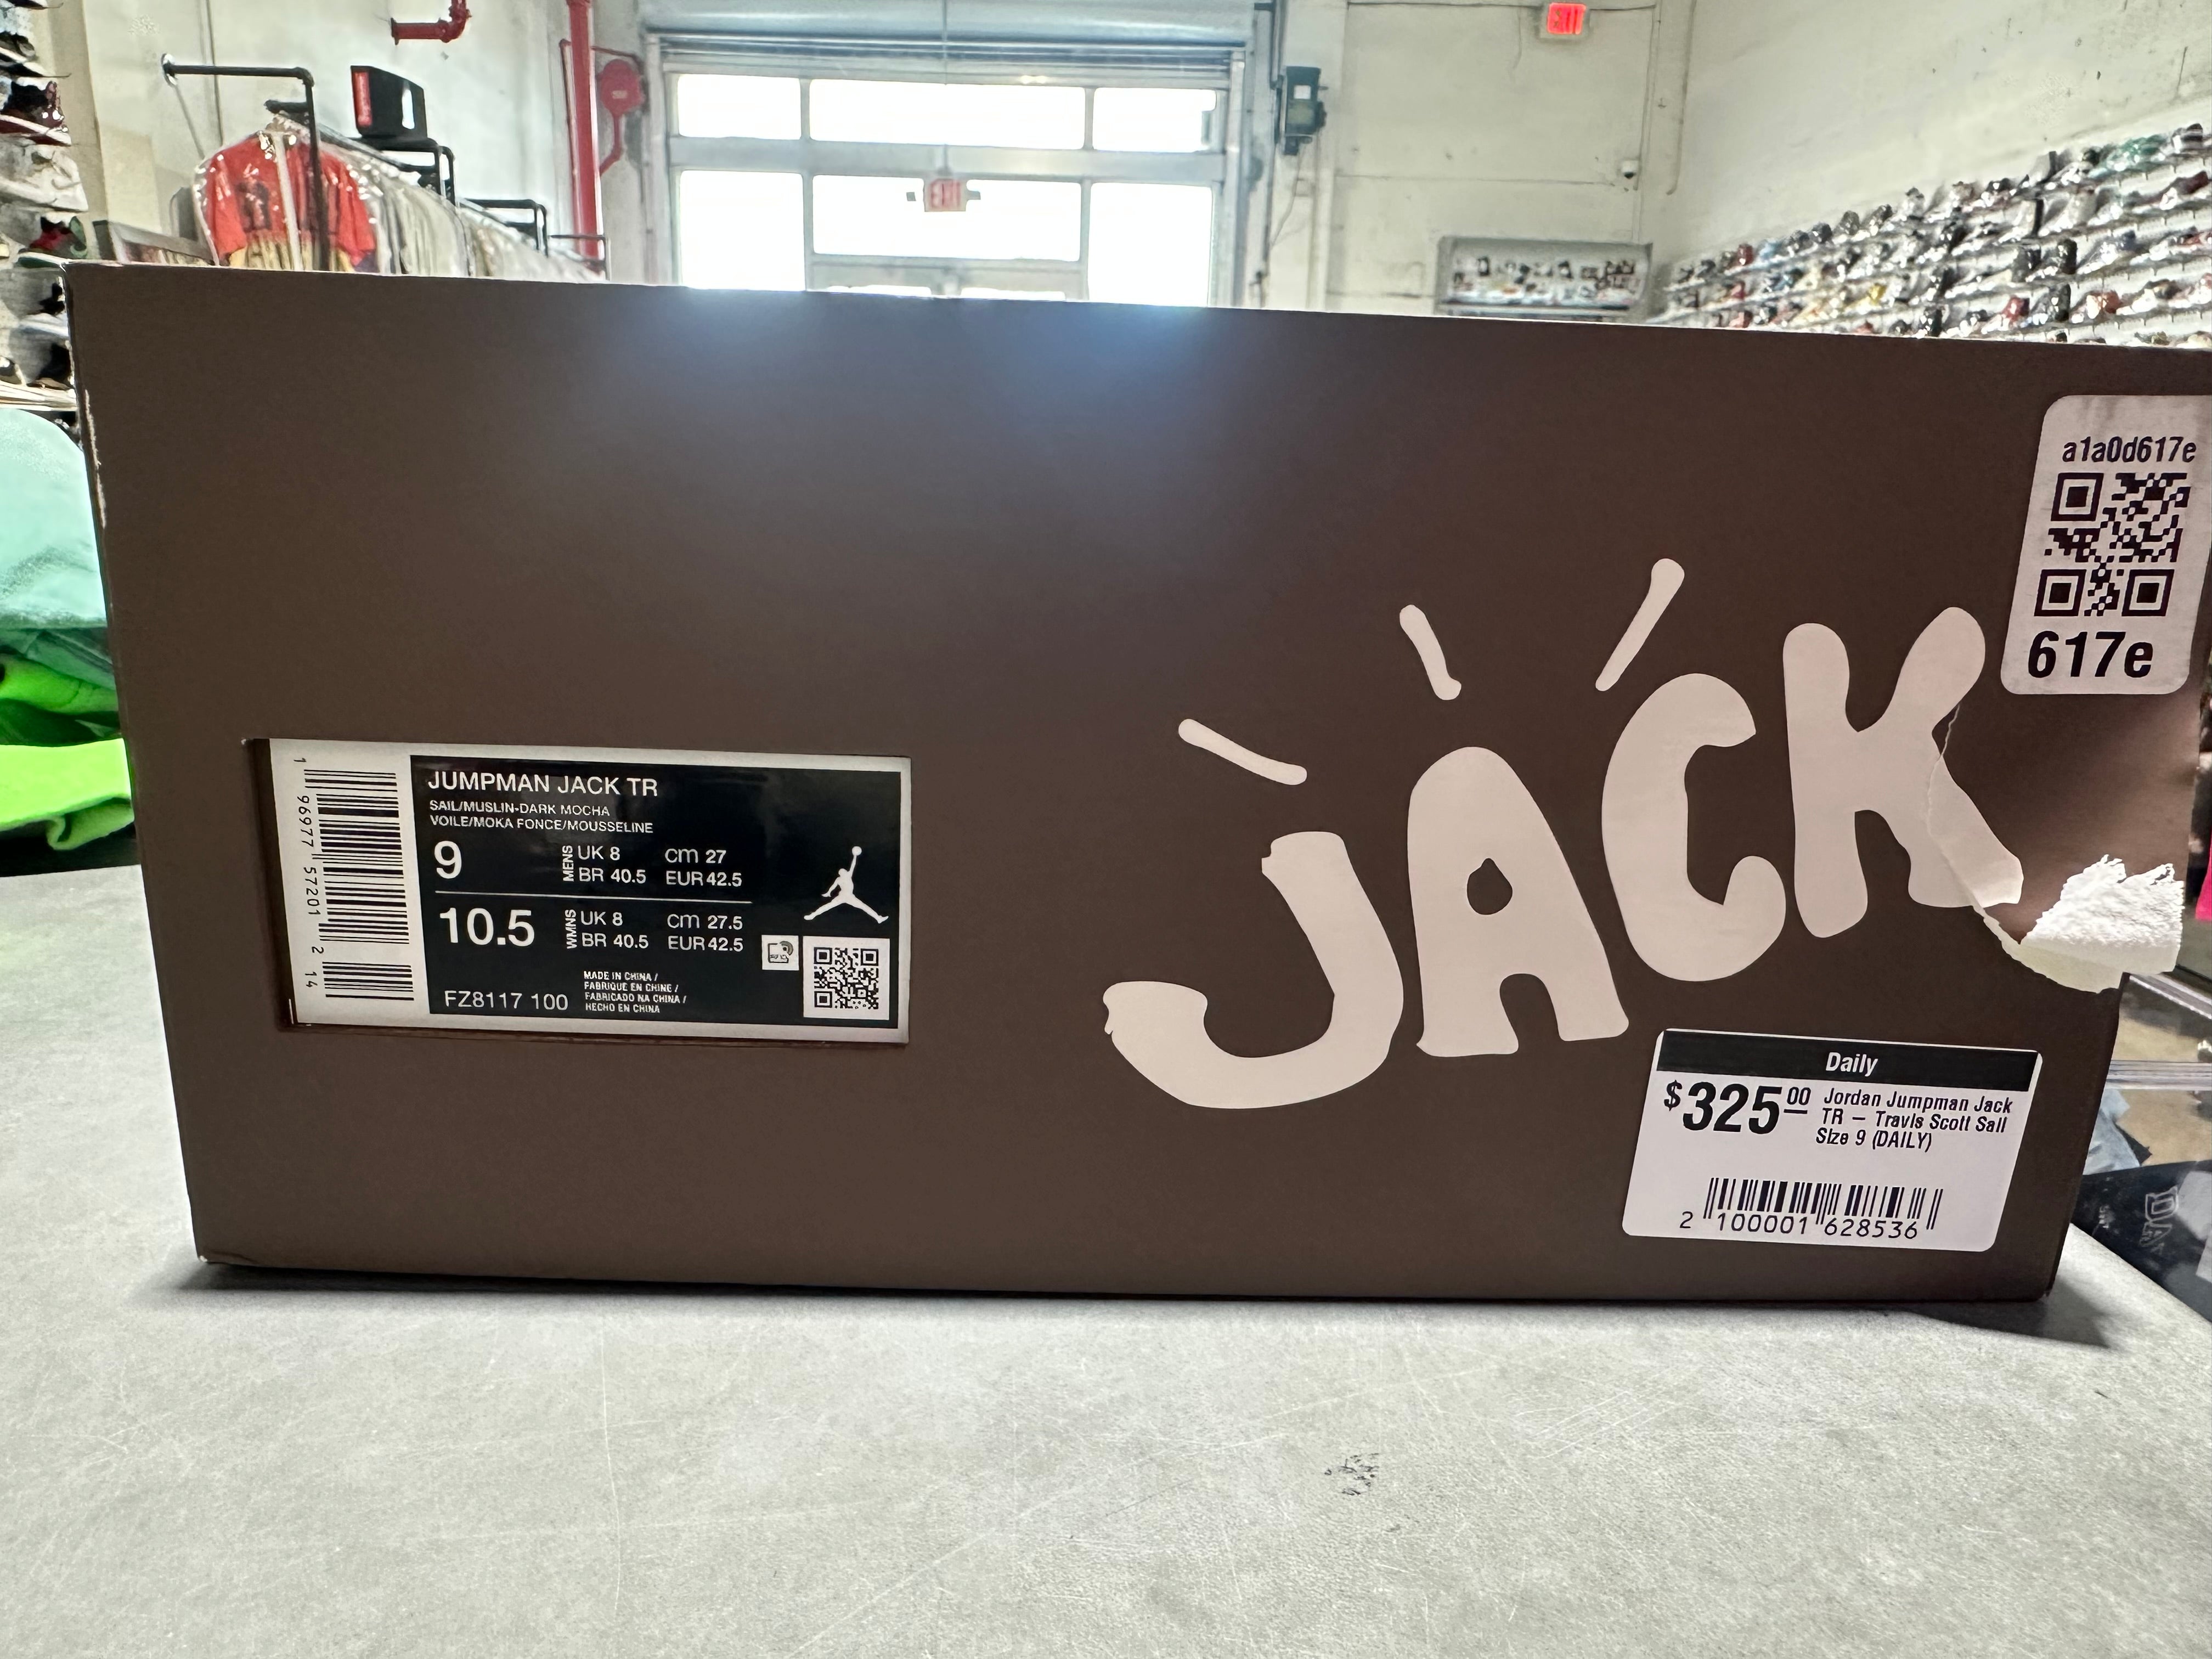 EXIT
EXIT
a1a0d617e
617e
JACK
JUMPMAN JACK TR
SAIL/MUSLIN-DARK MOCHA
VOILE/MOKA FONCE/MOUSSELINE
9 MENS UK 8 cm 27
BR 40.5 EUR 42.5
10.5 WMNS UK 8 cm 27.5
BR 40.5 EUR 42.5
MADE IN CHINA /
FABRIQUE EN CHINE /
FABRICADO NA CHINA /
HECHO EN CHINA
FZ8117 100
1 96977 57201 2 14
Daily
$325.00
Jordan Jumpman Jack
TR – Travis Scott Sail
Size 9 (DAILY)
2 100001 628536